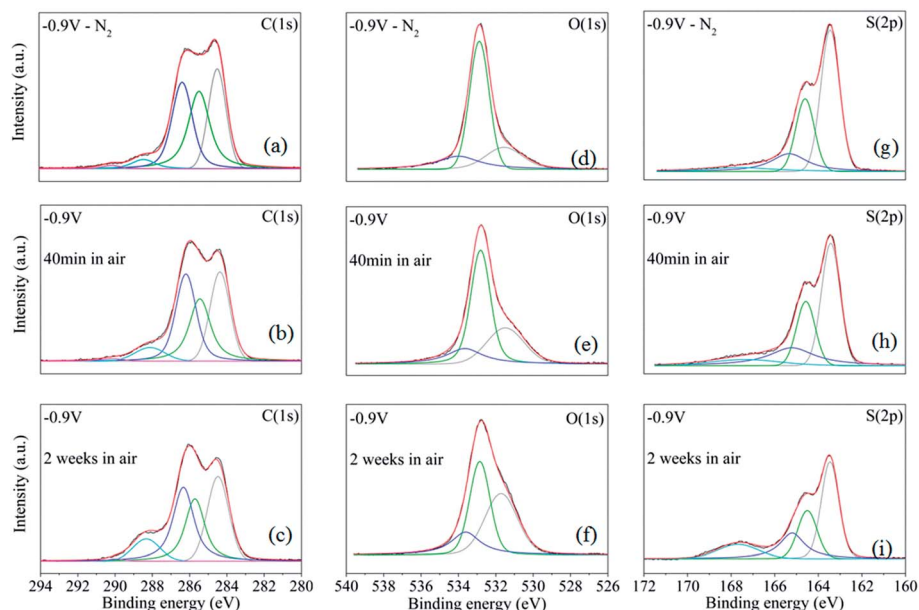 -0.9V - N₂ C(1s)
(a)
-0.9V - N₂ O(1s)
(d)
-0.9V - N₂ S(2p)
(g)
Intensity (a.u.)
-0.9V C(1s)
40min in air
(b)
-0.9V O(1s)
40min in air
(e)
-0.9V S(2p)
40min in air
(h)
Intensity (a.u.)
-0.9V C(1s)
2 weeks in air
(c)
-0.9V O(1s)
2 weeks in air
(f)
-0.9V S(2p)
2 weeks in air
(i)
Intensity (a.u.)
294 292 290 288 286 284 282 280
Binding energy (eV)
540 538 536 534 532 530 528 526
Binding energy (eV)
172 170 168 166 164 162 160
Binding energy (eV)